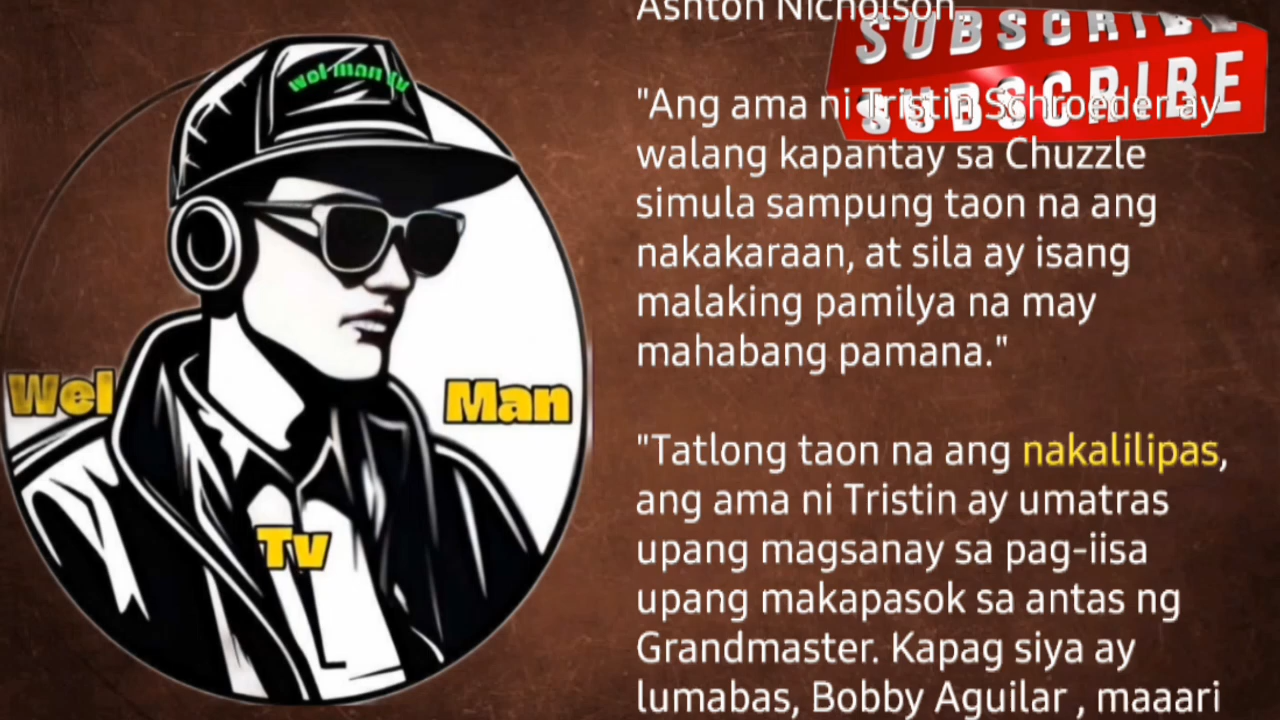 Ashton Nicholson.
SUBSCRIBE
SUBSCRIBE
"Ang ama ni Tristin Schroeder ay
walang kapantay sa Chuzzle
simula sampung taon na ang
nakakaraan, at sila ay isang
malaking pamilya na may
mahabang pamana."
"Tatlong taon na ang nakalilipas,
ang ama ni Tristin ay umatras
upang magsanay sa pag-iisa
upang makapasok sa antas ng
Grandmaster. Kapag siya ay
lumabas, Bobby Aguilar , maaari
wel man tv
Wel
Man
Tv